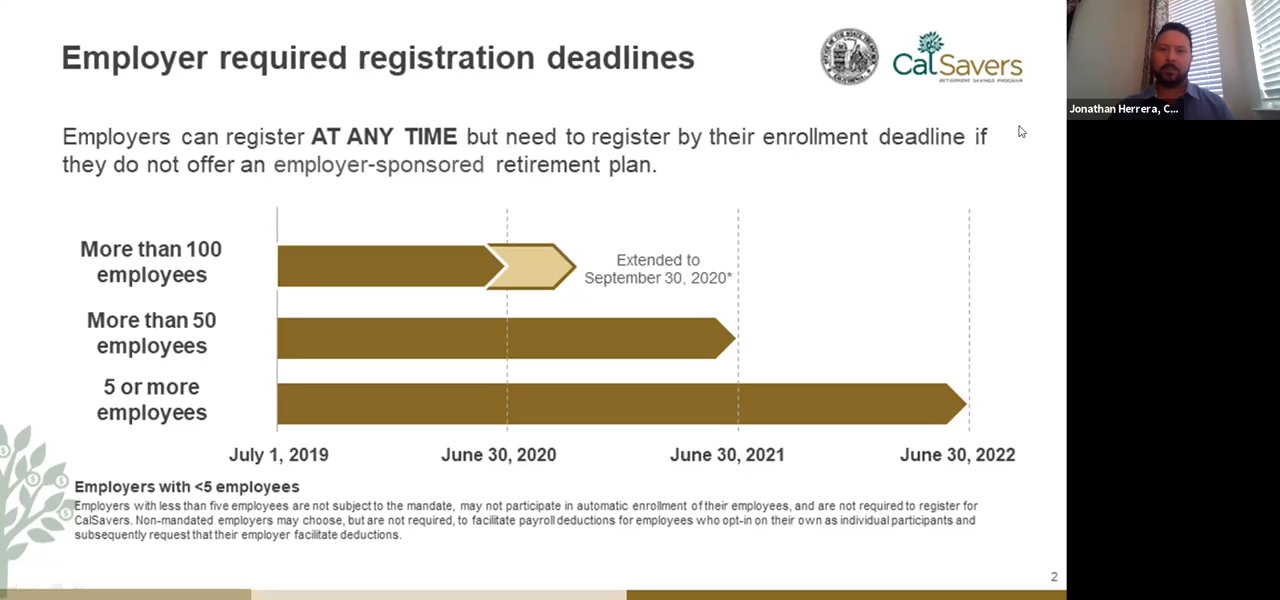 Employer required registration deadlines
CalSavers
RETIREMENT SAVINGS PROGRAM
Jonathan Herrera, C...
Employers can register AT ANY TIME but need to register by their enrollment deadline if
they do not offer an employer-sponsored retirement plan.
More than 100
employees
Extended to
September 30, 2020*
More than 50
employees
5 or more
employees
July 1, 2019
June 30, 2020
June 30, 2021
June 30, 2022
Employers with <5 employees
Employers with less than five employees are not subject to the mandate, may not participate in automatic enrollment of their employees, and are not required to register for
CalSavers. Non-mandated employers may choose, but are not required, to facilitate payroll deductions for employees who opt-in on their own as individual participants and
subsequently request that their employer facilitate deductions.
2